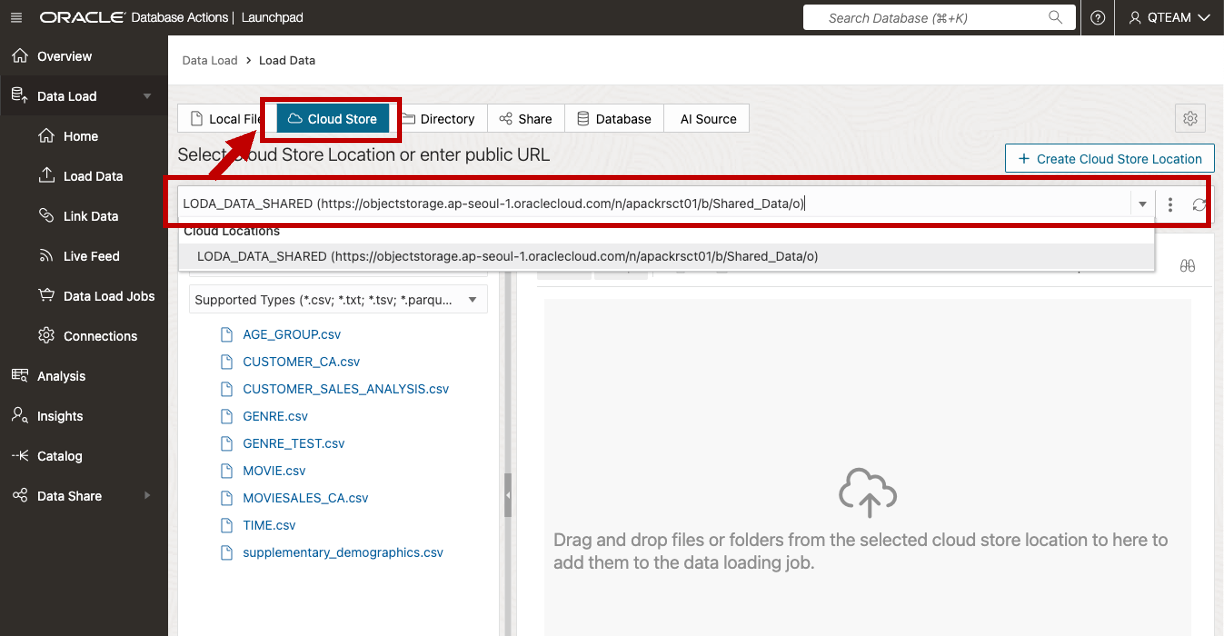 ORACLE Database Actions | Launchpad
Search Database (⌘+K)
QTEAM
Overview
Data Load
Home
Load Data
Link Data
Live Feed
Data Load Jobs
Connections
Analysis
Insights
Catalog
Data Share
Data Load > Load Data
Local File
Cloud Store
Directory
Share
Database
AI Source
Select Cloud Store Location or enter public URL
+ Create Cloud Store Location
LODA_DATA_SHARED (https://objectstorage.ap-seoul-1.oraclecloud.com/n/apackrsct01/b/Shared_Data/o)
Cloud Locations
LODA_DATA_SHARED (https://objectstorage.ap-seoul-1.oraclecloud.com/n/apackrsct01/b/Shared_Data/o)
Supported Types (*.csv; *.txt; *.tsv; *.parqu...
AGE_GROUP.csv
CUSTOMER_CA.csv
CUSTOMER_SALES_ANALYSIS.csv
GENRE.csv
GENRE_TEST.csv
MOVIE.csv
MOVIESALES_CA.csv
TIME.csv
supplementary_demographics.csv
Drag and drop files or folders from the selected cloud store location to here to
add them to the data loading job.